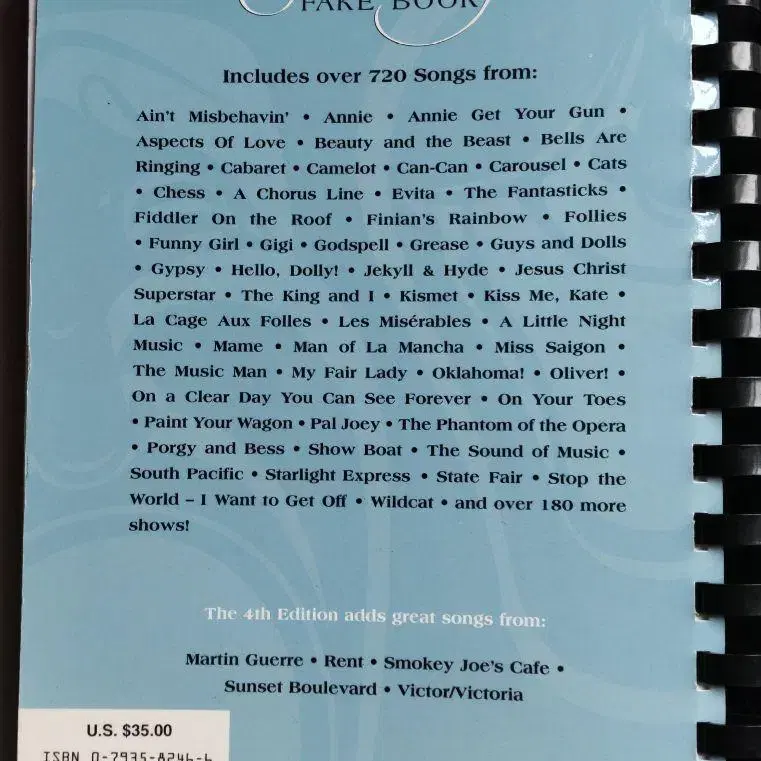 FAKE BOOK
Includes over 720 Songs from:
Ain't Misbehavin' • Annie • Annie Get Your Gun •
Aspects Of Love • Beauty and the Beast • Bells Are
Ringing • Cabaret • Camelot • Can-Can • Carousel • Cats
• Chess • A Chorus Line • Evita • The Fantasticks •
Fiddler On the Roof • Finian's Rainbow • Follies
• Funny Girl • Gigi • Godspell • Grease • Guys and Dolls
• Gypsy • Hello, Dolly! • Jekyll & Hyde • Jesus Christ
Superstar • The King and I • Kismet • Kiss Me, Kate •
La Cage Aux Folles • Les Misérables • A Little Night
Music • Mame • Man of La Mancha • Miss Saigon •
The Music Man • My Fair Lady • Oklahoma! • Oliver! •
On a Clear Day You Can See Forever • On Your Toes
• Paint Your Wagon • Pal Joey • The Phantom of the Opera
• Porgy and Bess • Show Boat • The Sound of Music •
South Pacific • Starlight Express • State Fair • Stop the
World – I Want to Get Off • Wildcat • and over 180 more
shows!
The 4th Edition adds great songs from:
Martin Guerre • Rent • Smokey Joe's Cafe •
Sunset Boulevard • Victor/Victoria
U.S. $35.00
ISBN 0-7935-8246-6